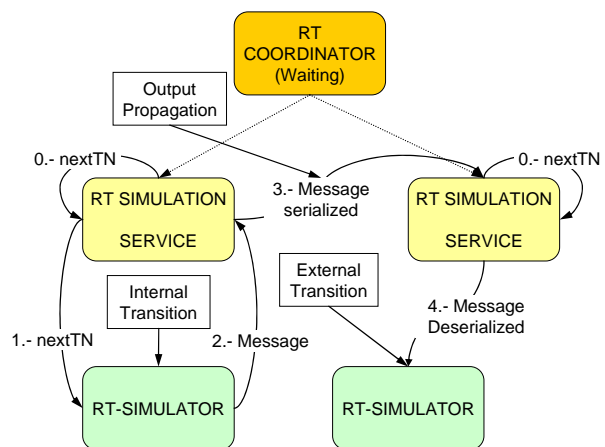 RT
COORDINATOR
(Waiting)
Output
Propagation
0.- nextTN
3.- Message
serialized
0.- nextTN
RT SIMULATION
SERVICE
RT SIMULATION
SERVICE
Internal
Transition
External
Transition
4.- Message
Deserialized
1.- nextTN
2.- Message
RT-SIMULATOR
RT-SIMULATOR